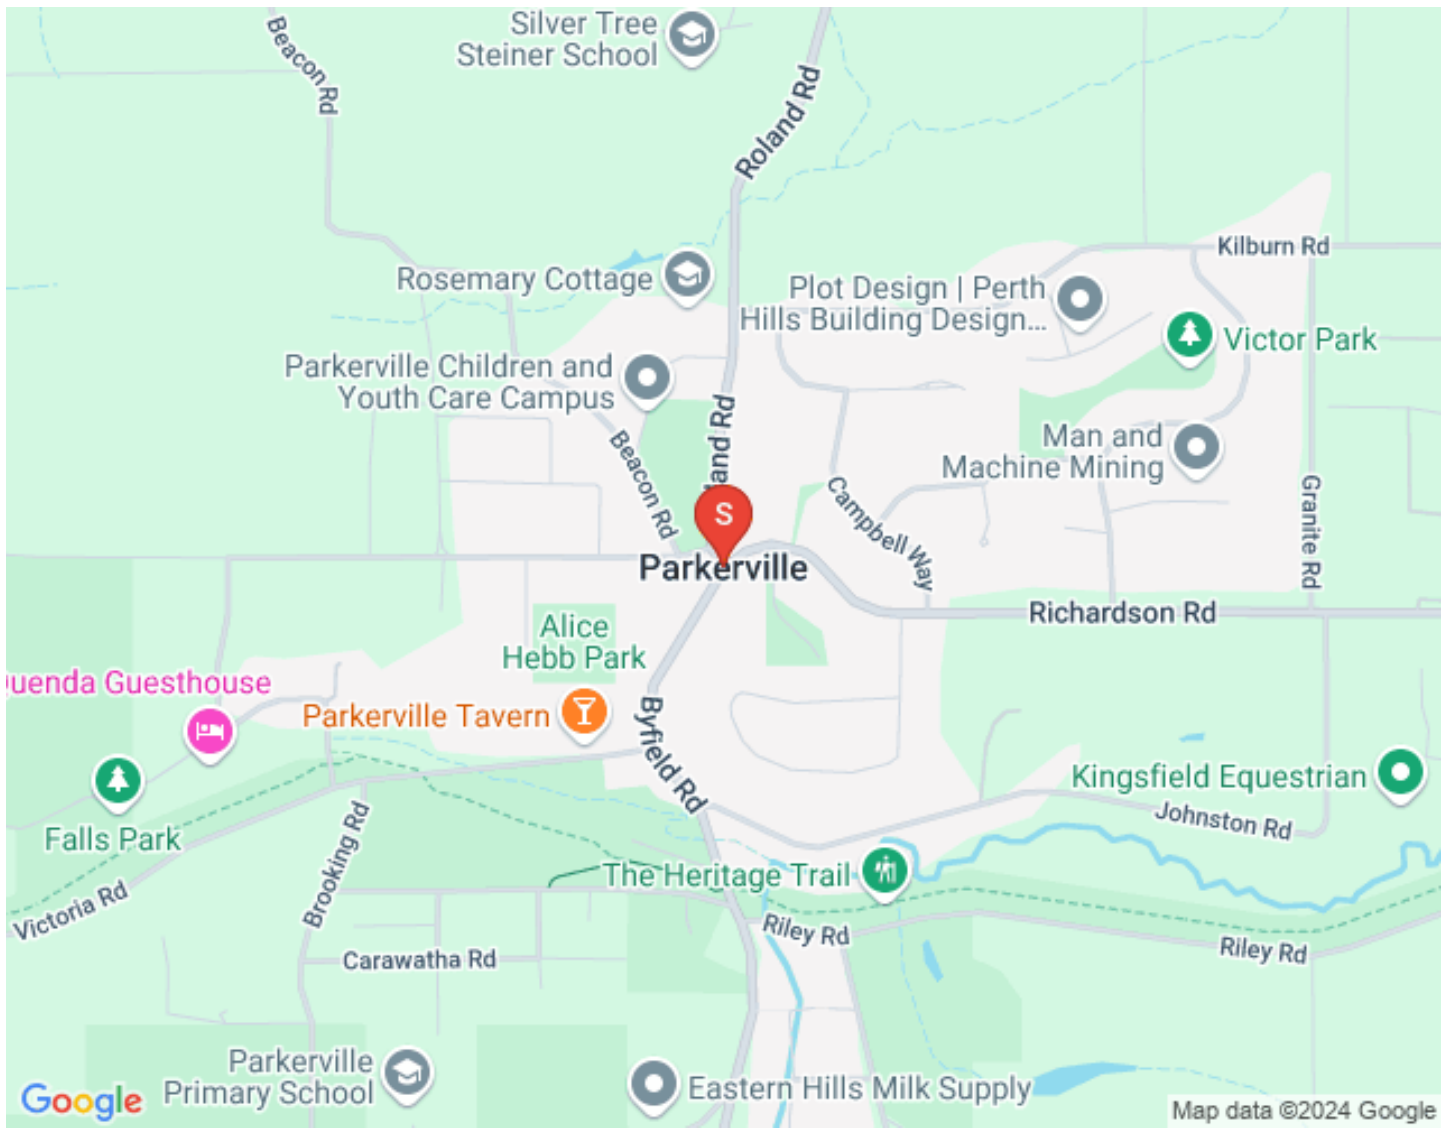 Silver Tree
Steiner School
Beacon Rd
Roland Rd
Kilburn Rd
Rosemary Cottage
Plot Design | Perth
Hills Building Design...
Victor Park
Parkerville Children and
Youth Care Campus
land Rd
Beacon Rd
Man and
Machine Mining
Campbell Way
Granite Rd
S
Parkerville
Richardson Rd
Alice
Hebb Park
uenda Guesthouse
Parkerville Tavern
Byfield Rd
Kingsfield Equestrian
Johnston Rd
Falls Park
Brooking Rd
The Heritage Trail
Victoria Rd
Riley Rd
Riley Rd
Carawatha Rd
Parkerville
Primary School
Eastern Hills Milk Supply
Google
Map data ©2024 Google